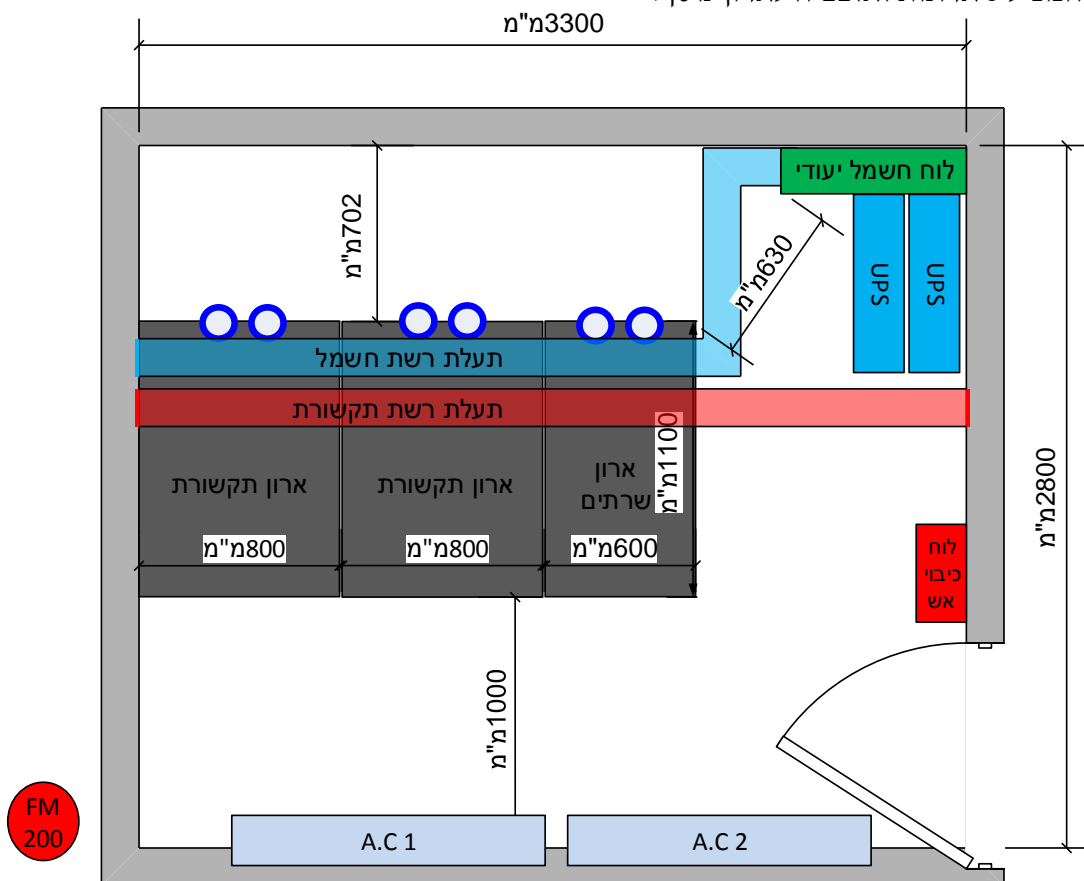 3300מ"מ
לוח חשמל יעודי
702מ"מ
630מ"מ
UPS
UPS
תעלת רשת חשמל
תעלת רשת תקשורת
1100מ"מ
2800מ"מ
ארון תקשורת
ארון תקשורת
ארון
שרתים
800מ"מ
800מ"מ
600מ"מ
לוח
כיבוי
אש
1000מ"מ
FM
200
A.C 1
A.C 2